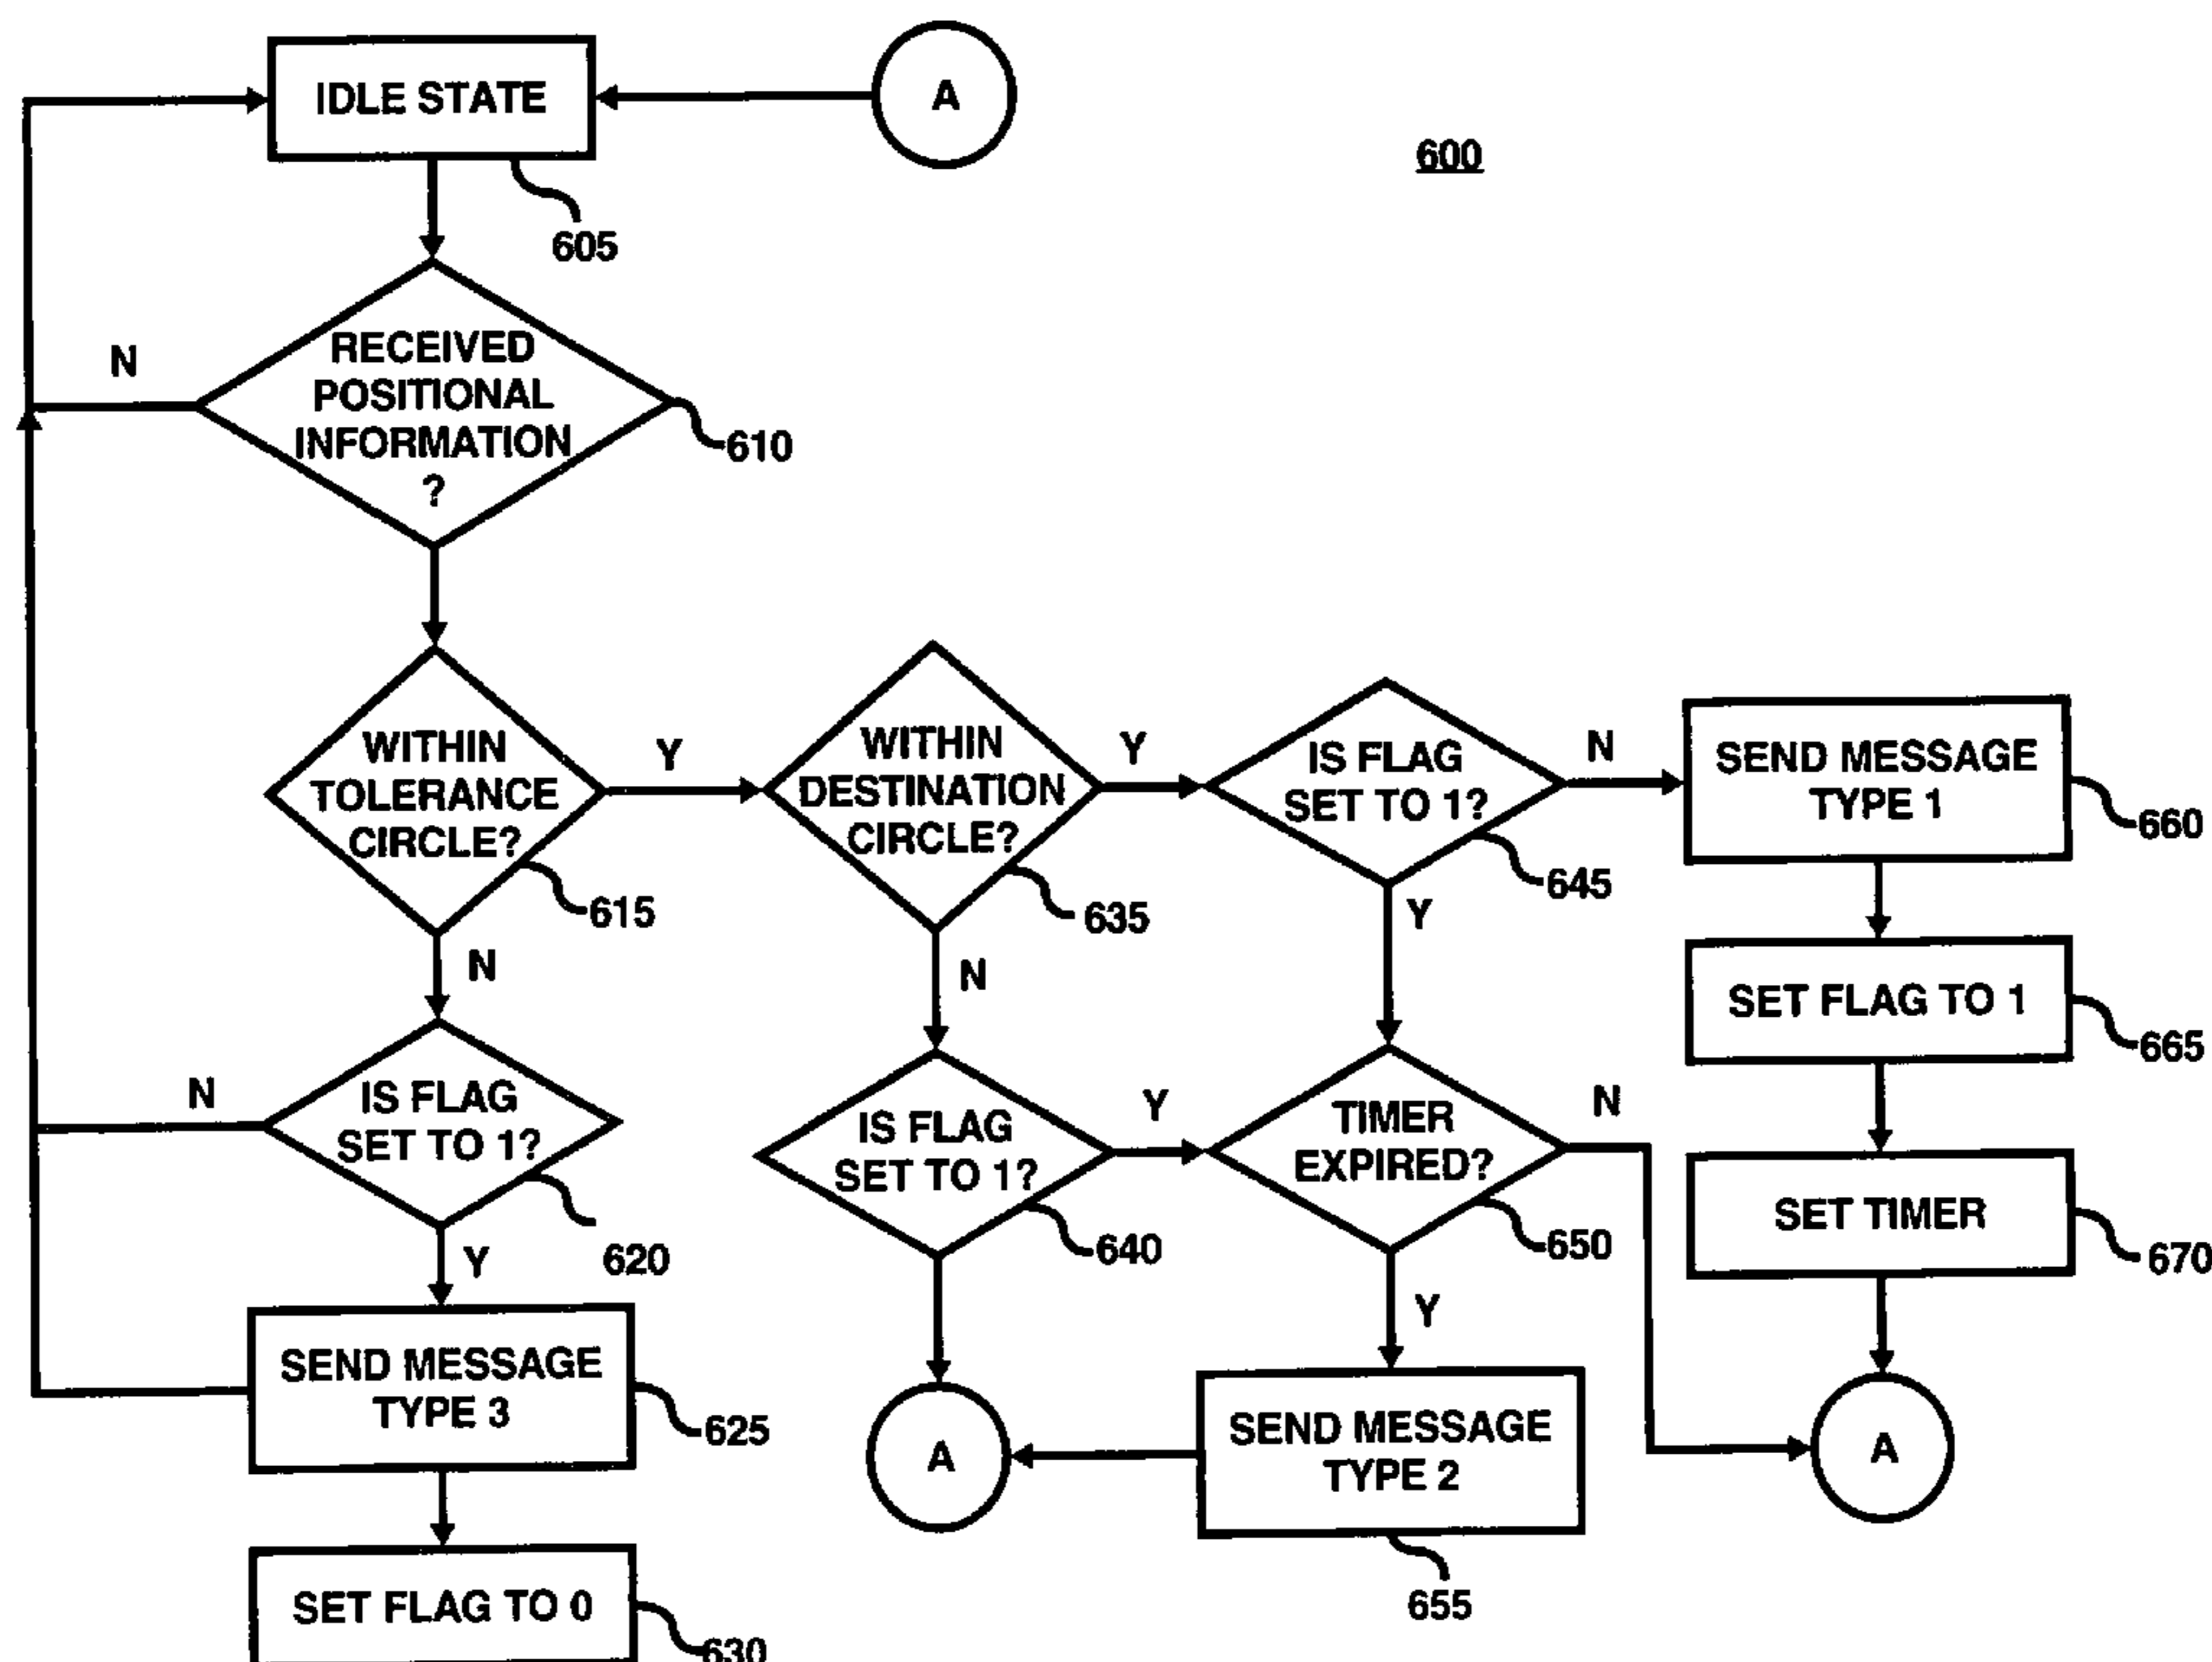 IDLE STATE
A
600
605
RECEIVED
POSITIONAL
INFORMATION
?
N
610
WITHIN
TOLERANCE
CIRCLE?
Y
615
N
WITHIN
DESTINATION
CIRCLE?
Y
635
N
IS FLAG
SET TO 1?
N
645
Y
SEND MESSAGE
TYPE 1
660
SET FLAG TO 1
665
SET TIMER
670
A
IS FLAG
SET TO 1?
N
620
Y
IS FLAG
SET TO 1?
Y
640
TIMER
EXPIRED?
N
650
Y
SEND MESSAGE
TYPE 3
625
A
SEND MESSAGE
TYPE 2
655
SET FLAG TO 0
630